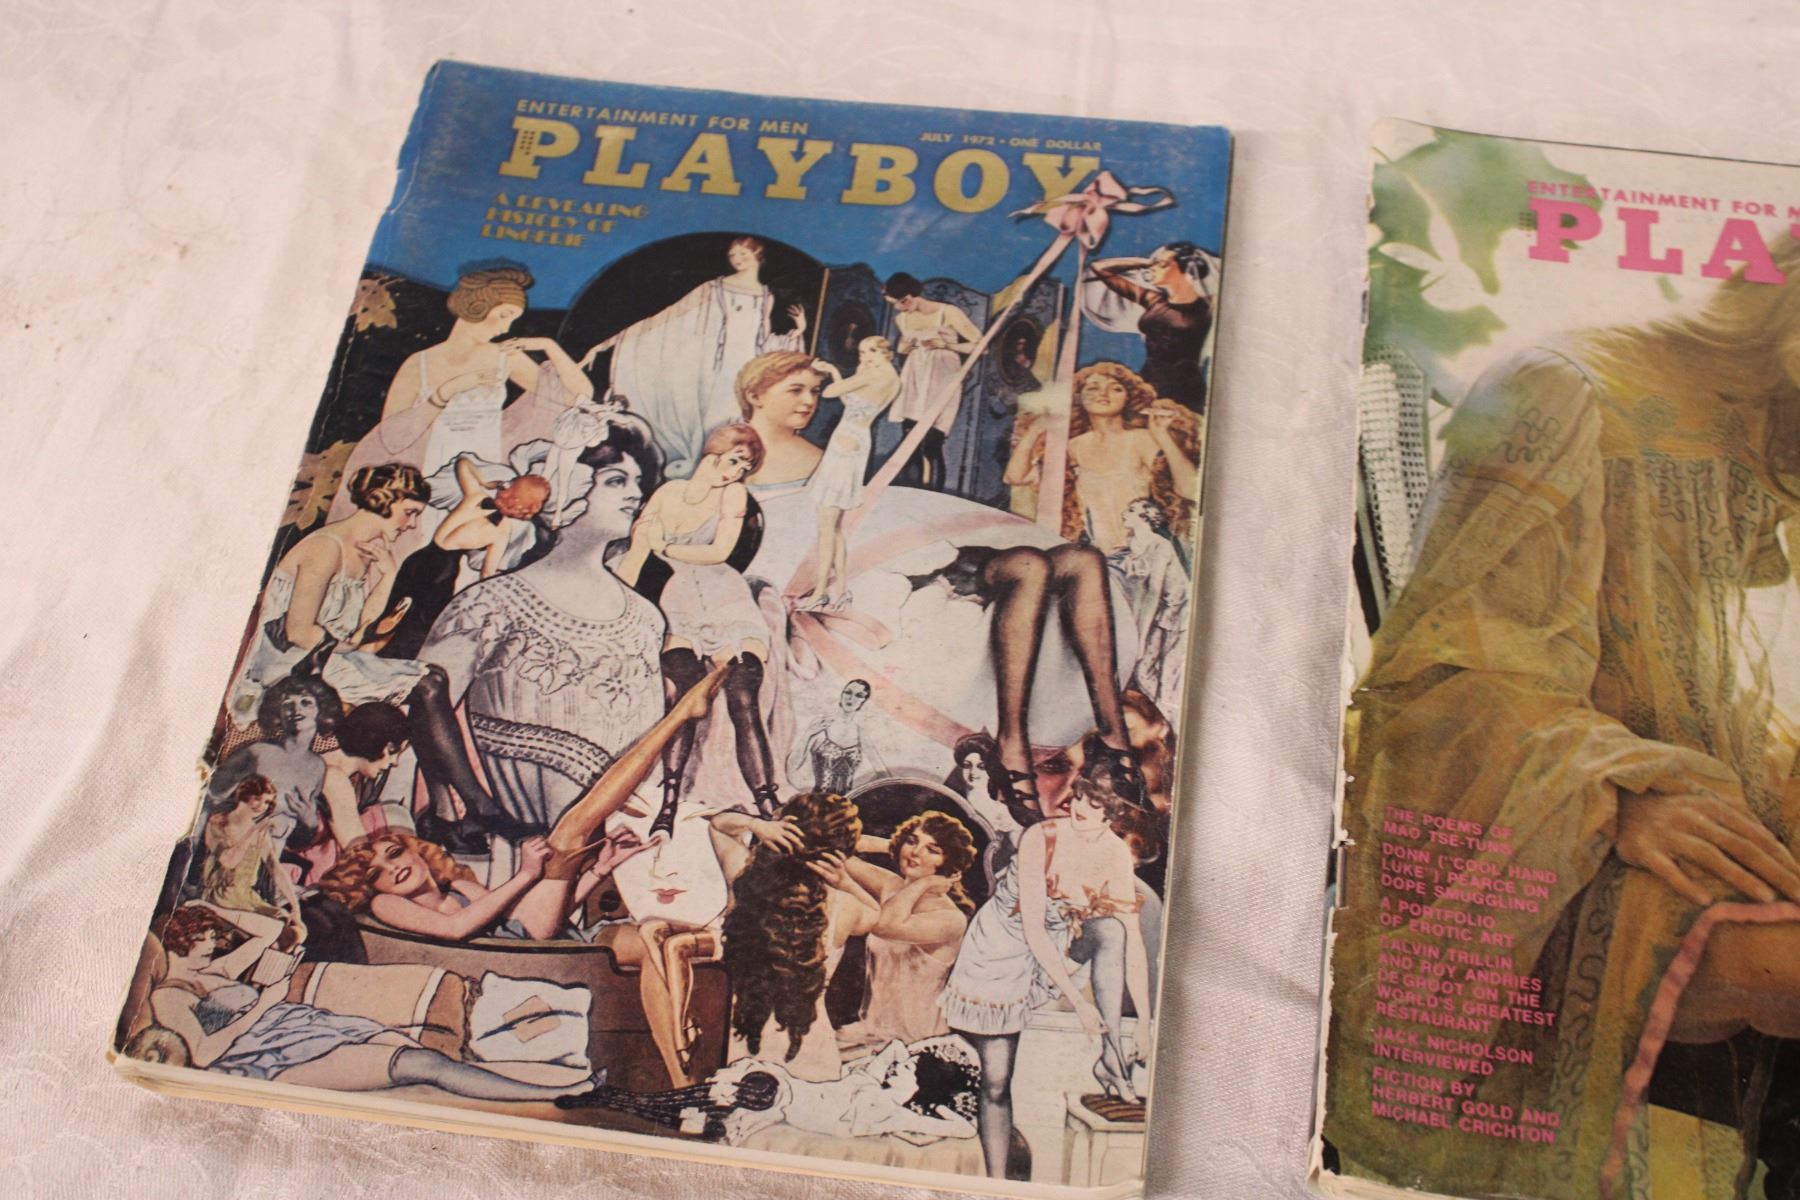 ENTERTAINMENT FOR MEN
JULY 1972 • ONE DOLLAR
PLAYBOY
A REVEALING
HISTORY OF
LINGERIE
ENTERTAINMENT FOR M
PLA
THE POEMS OF
MAO TSE-TUNG
DONN ("COOL HAND
LUKE") PEARCE ON
DOPE SMUGGLING
A PORTFOLIO
OF EROTIC ART
CALVIN TRILLIN
AND ROY ANDRIES
DE GROOT ON THE
WORLD'S GREATEST
RESTAURANT
JACK NICHOLSON
INTERVIEWED
FICTION BY
HERBERT GOLD AND
MICHAEL CRICHTON